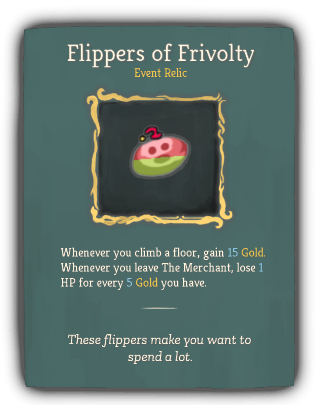 Flippers of Frivolty
Event Relic
Whenever you climb a floor, gain 15 Gold.
Whenever you leave The Merchant, lose 1
HP for every 5 Gold you have.
These flippers make you want to
spend a lot.